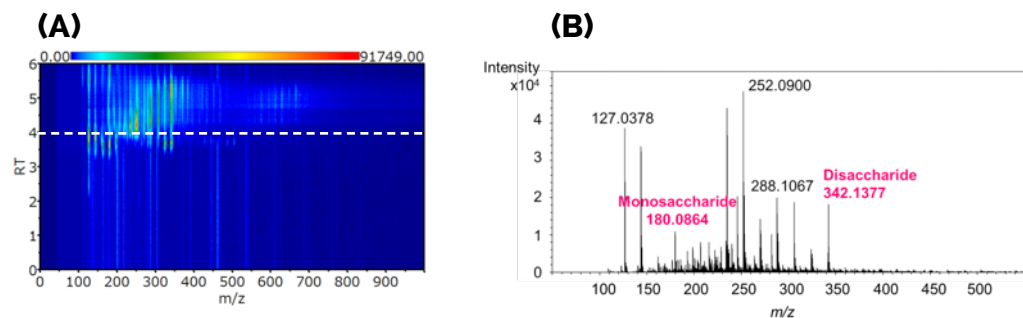 (A)
0.00 91749.00
6
5
4
3
2
1
0
RT
0 100 200 300 400 500 600 700 800 900
m/z
(B)
Intensity
x10⁴
4
3
2
1
0
127.0378
252.0900
288.1067
Monosaccharide
180.0864
Disaccharide
342.1377
100 150 200 250 300 350 400 450 500
m/z